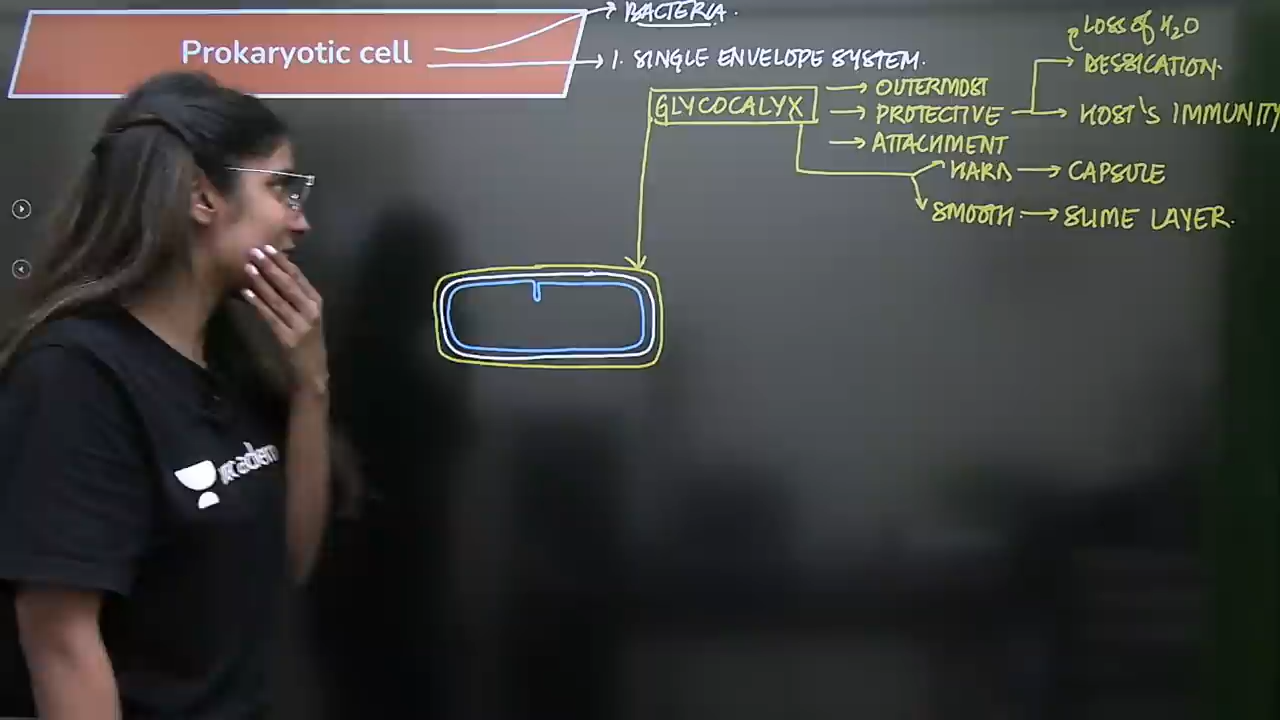 BACTERIA.
Prokaryotic cell
1. SINGLE ENVELOPE SYSTEM.
Loss of H2O
DESSICATION.
GLYCOCALYX
OUTERMOST
PROTECTIVE
HOST'S IMMUNITY
ATTACHMENT
HARD
CAPSULE
SMOOTH
SLIME LAYER.